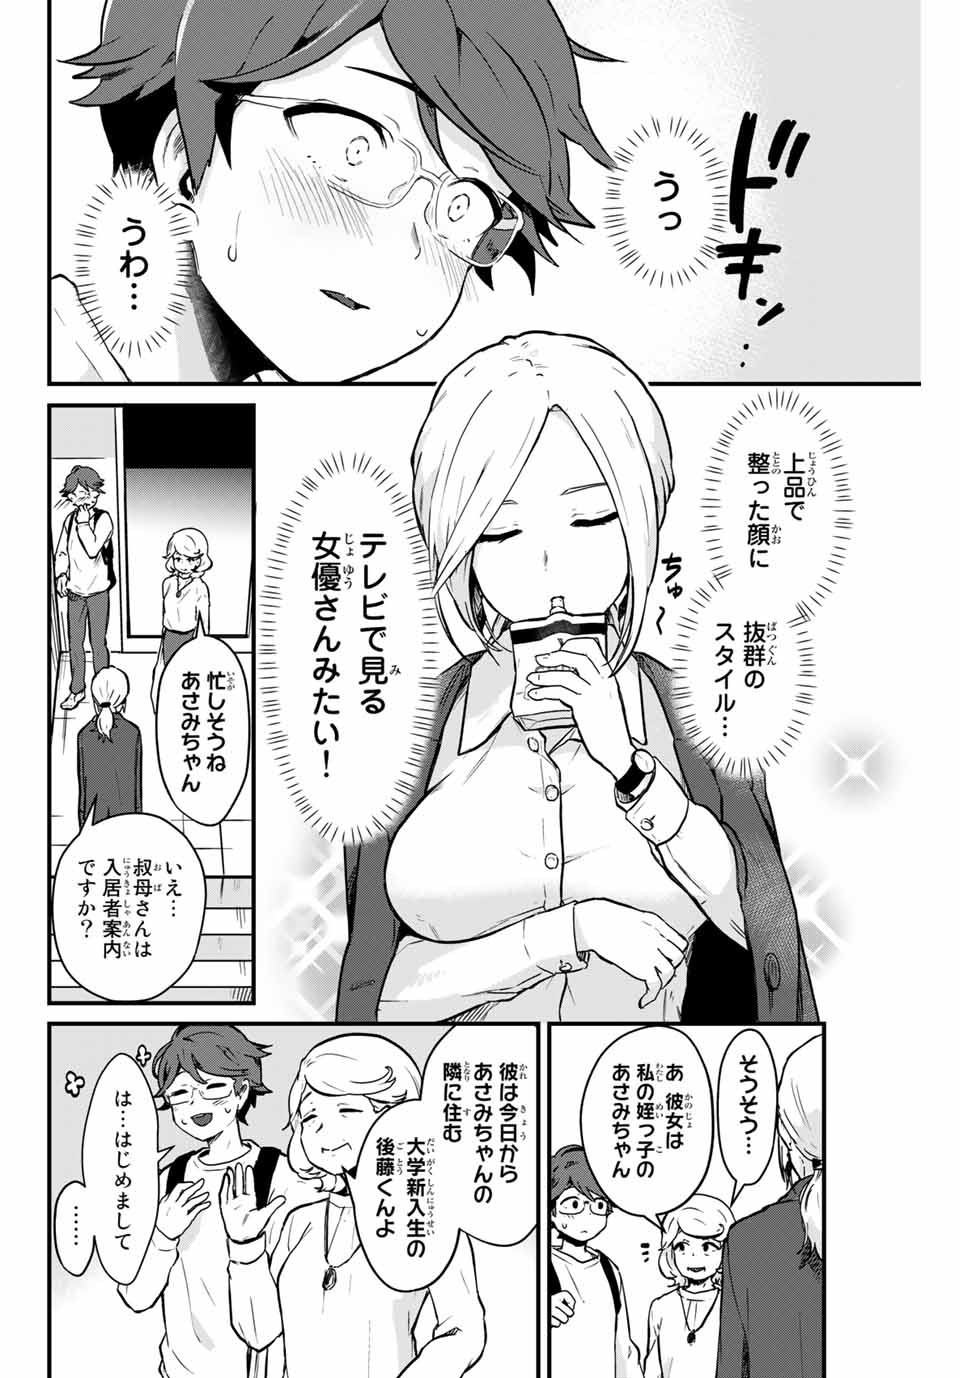 ドキン…
うっ
うわ…
上品で
整った顔に
抜群の
スタイル…
ちゅ〜
テレビで見る
女優さんみたい！
忙しそうね
あさみちゃん
いえ…
叔母さんは
入居者案内
ですか？
そうそう…
あ 彼女は
私の姪っ子の
あさみちゃん
彼は今日から
あさみちゃんの
隣に住む
大学新入生の
後藤くんよ
は…はじめまして
……